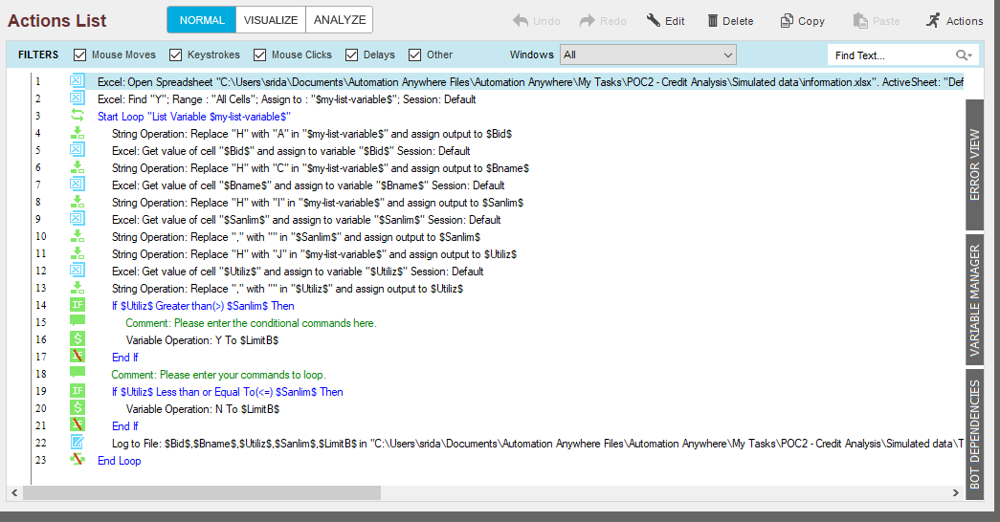 Actions List
NORMAL VISUALIZE ANALYZE
Undo Redo Edit Delete Copy Paste Actions
FILTERS Mouse Moves Keystrokes Mouse Clicks Delays Other Windows All Find Text...
1 Excel: Open Spreadsheet "C:\Users\srida\Documents\Automation Anywhere Files\Automation Anywhere\My Tasks\POC2 - Credit Analysis\Simulated data\information.xlsx". ActiveSheet: "Def
2 Excel: Find "Y"; Range : "All Cells"; Assign to : "$my-list-variable$"; Session: Default
3 Start Loop "List Variable $my-list-variable$"
4 String Operation: Replace "H" with "A" in "$my-list-variable$" and assign output to $Bid$
5 Excel: Get value of cell "$Bid$" and assign to variable "$Bid$" Session: Default
6 String Operation: Replace "H" with "C" in "$my-list-variable$" and assign output to $Bname$
7 Excel: Get value of cell "$Bname$" and assign to variable "$Bname$" Session: Default
8 String Operation: Replace "H" with "I" in "$my-list-variable$" and assign output to $Sanlim$
9 Excel: Get value of cell "$Sanlim$" and assign to variable "$Sanlim$" Session: Default
10 String Operation: Replace "," with "" in "$Sanlim$" and assign output to $Sanlim$
11 String Operation: Replace "H" with "J" in "$my-list-variable$" and assign output to $Utiliz$
12 Excel: Get value of cell "$Utiliz$" and assign to variable "$Utiliz$" Session: Default
13 String Operation: Replace "," with "" in "$Utiliz$" and assign output to $Utiliz$
14 If $Utiliz$ Greater than(>) $Sanlim$ Then
15 Comment: Please enter the conditional commands here.
16 Variable Operation: Y To $LimitB$
17 End If
18 Comment: Please enter your commands to loop.
19 If $Utiliz$ Less than or Equal To(<=) $Sanlim$ Then
20 Variable Operation: N To $LimitB$
21 End If
22 Log to File: $Bid$,$Bname$,$Utiliz$,$Sanlim$,$LimitB$ in "C:\Users\srida\Documents\Automation Anywhere Files\Automation Anywhere\My Tasks\POC2 - Credit Analysis\Simulated data\T
23 End Loop
ERROR VIEW
VARIABLE MANAGER
BOT DEPENDENCIES